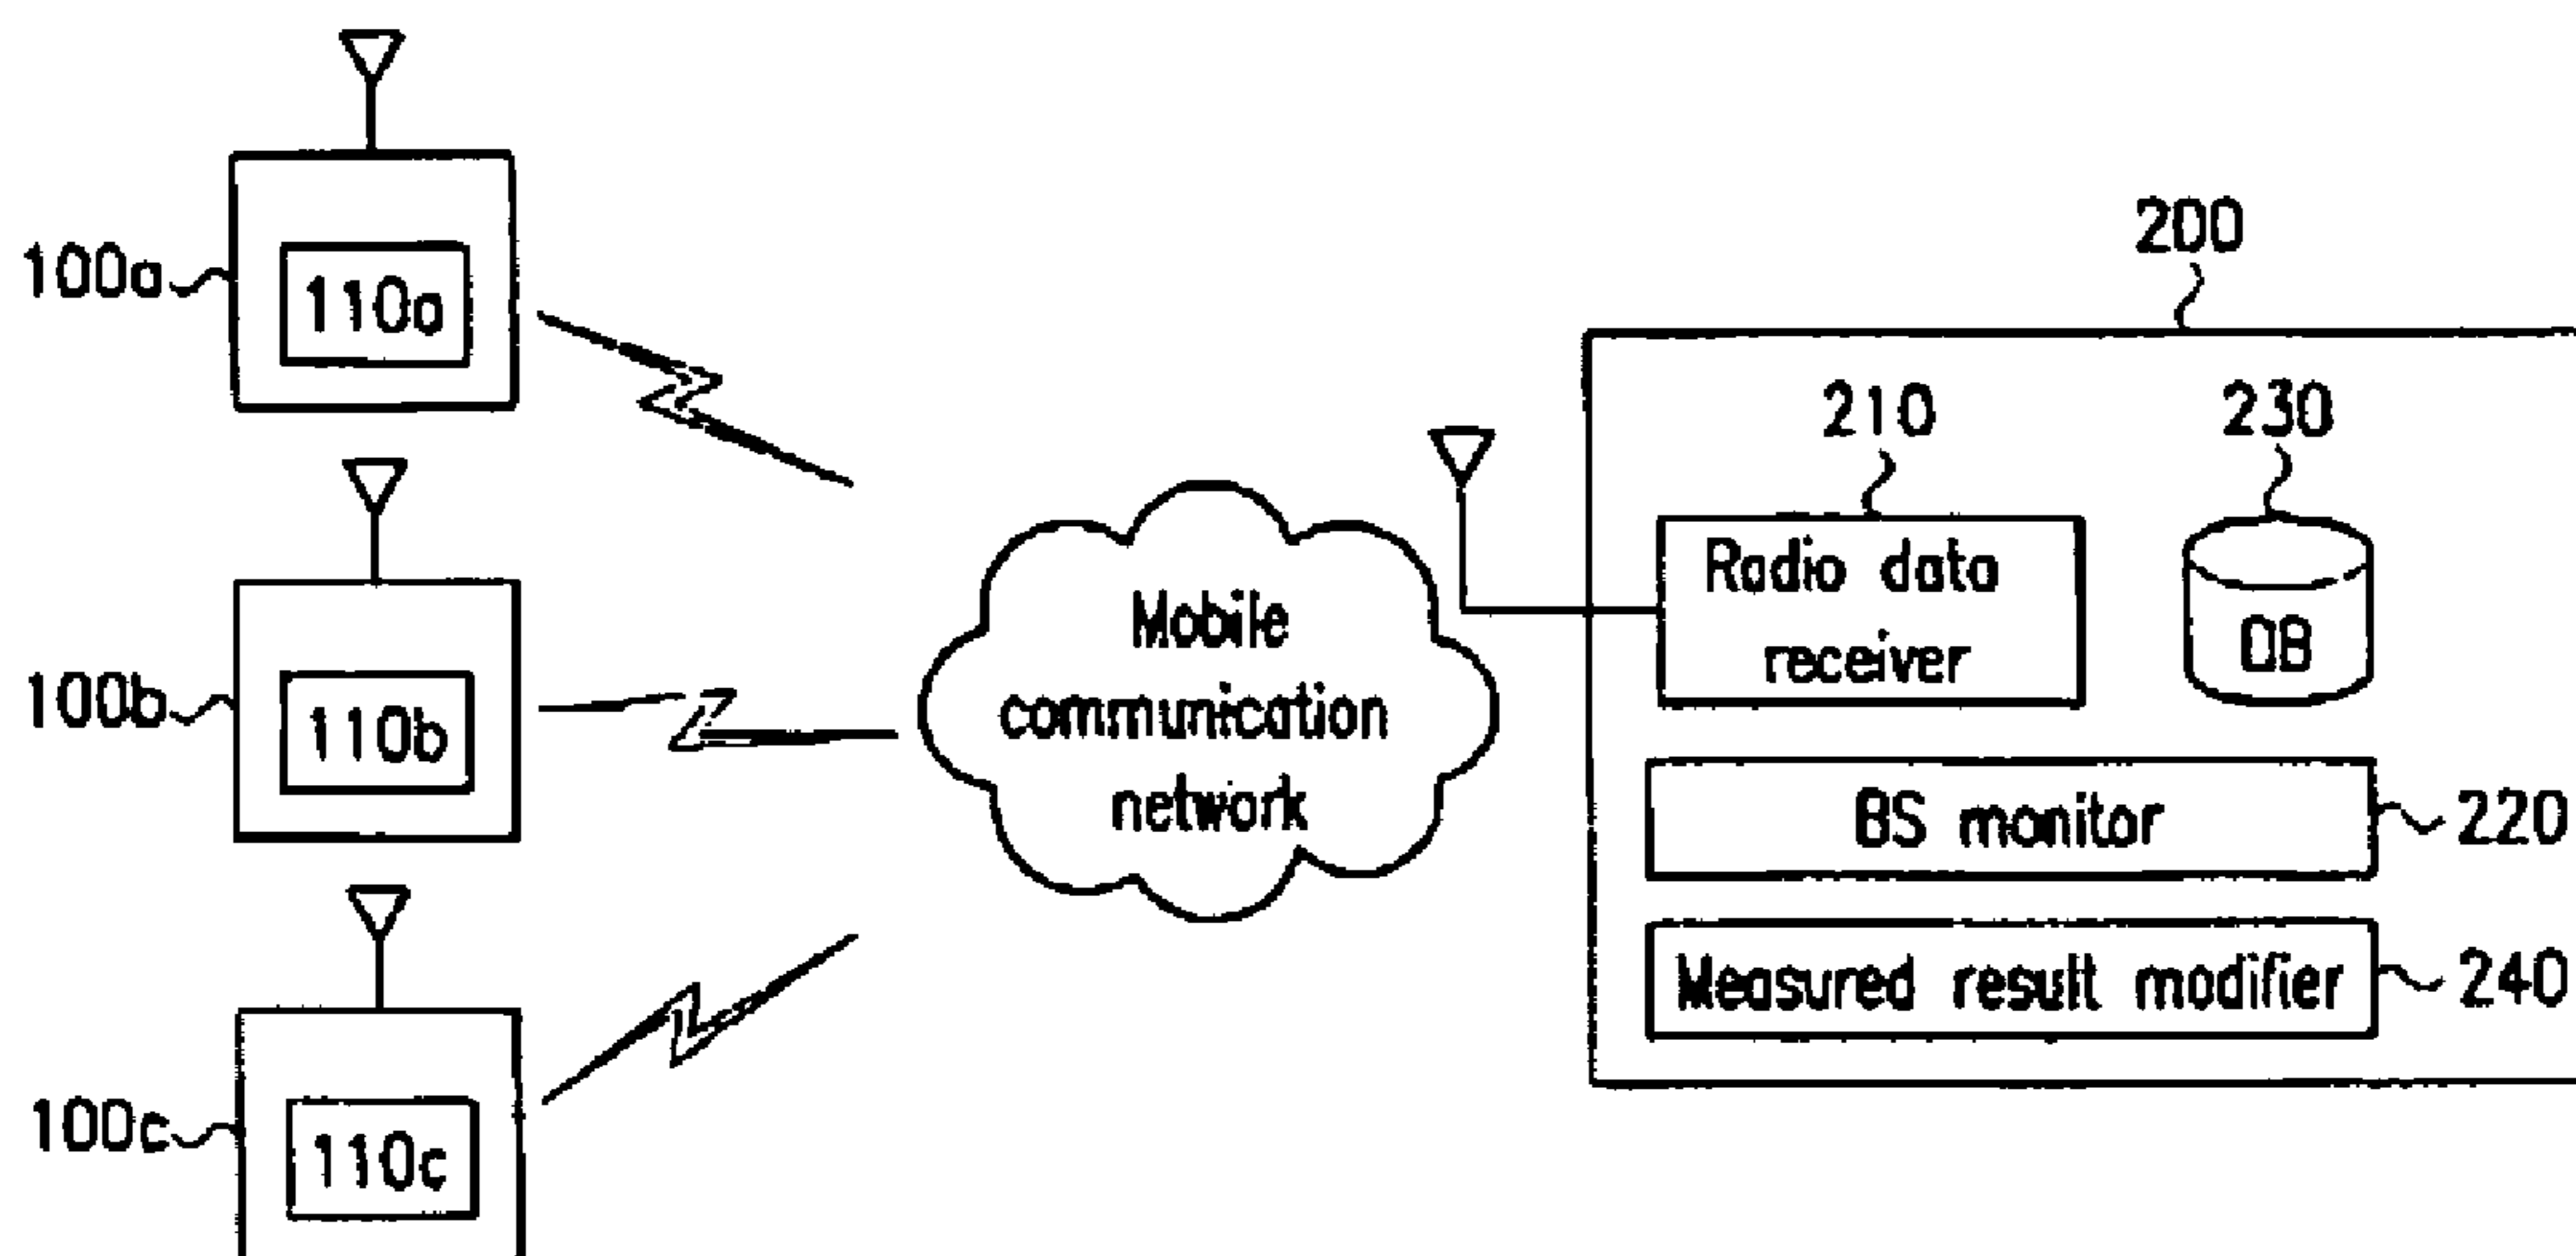 100a
110a
100b
110b
100c
110c
Mobile
communication
network
200
210
230
Radio data
receiver
DB
BS monitor
220
Measured result modifier
240